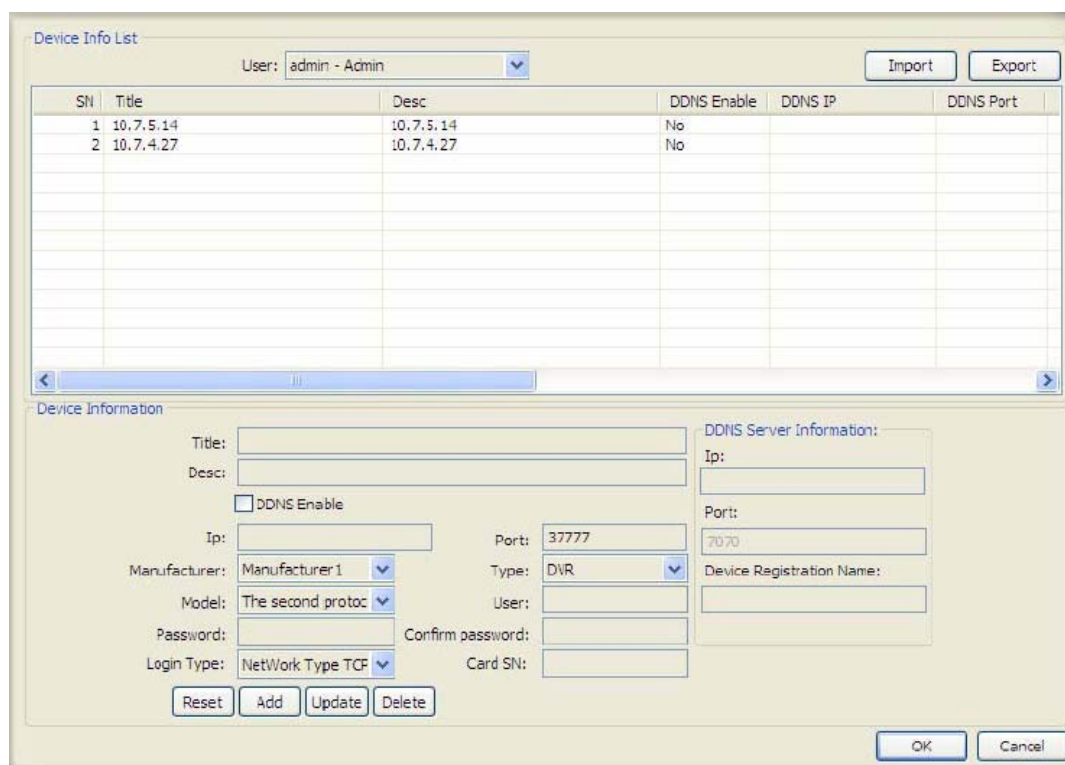 Device Info List
User: admin - Admin Import Export
SN Title Desc DDNS Enable DDNS IP DDNS Port
1 10.7.5.14 10.7.5.14 No
2 10.7.4.27 10.7.4.27 No
Device Information
Title:
DDNS Server Information:
Ip:
Desc:
DDNS Enable
Port:
Ip: Port: 37777
7070
Manufacturer: Manufacturer1 Type: DVR
Device Registration Name:
Model: The second protoc User:
Password: Confirm password:
Login Type: NetWork Type TCP Card SN:
Reset Add Update Delete
OK Cancel